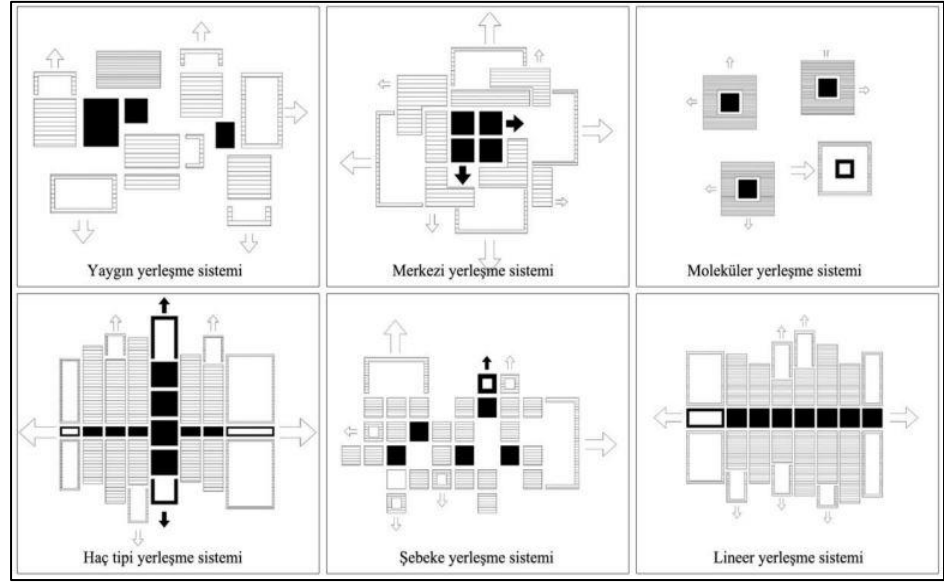 Yaygın yerleşme sistemi
Merkezi yerleşme sistemi
Moleküler yerleşme sistemi
Haç tipi yerleşme sistemi
Şebeke yerleşme sistemi
Lineer yerleşme sistemi